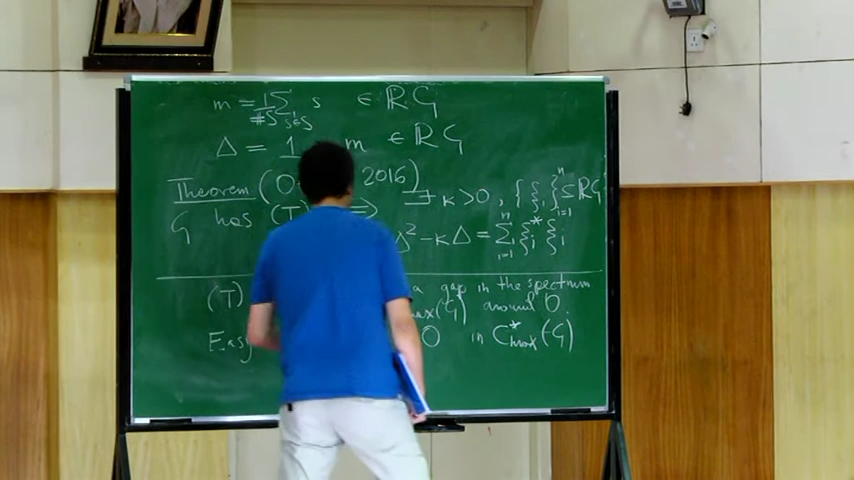 m = 1/#S Σ_{s∈S} s ∈ ℝG
Δ = 1 m ∈ ℝG
Theorem (O 2016)
G has (T) ⟺ ∃ κ>0, {ξ_i}_{i=1}^n ⊆ ℝG
Δ² − κΔ = Σ_{i=1}^n ξ_i* ξ_i
(T) a gap in the spectrum
max(G) around 0.
Easy 0 in C*_max(G)